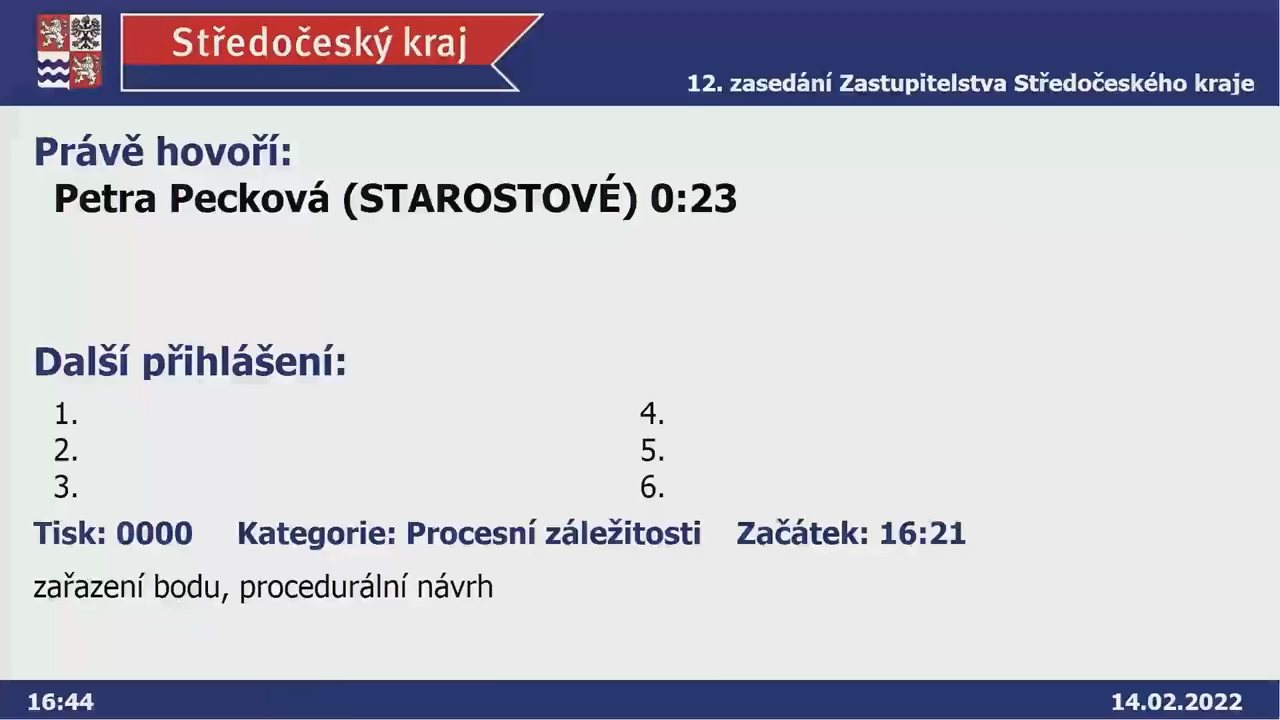 Středočeský kraj
12. zasedání Zastupitelstva Středočeského kraje
Právě hovoří:
Petra Pecková (STAROSTOVÉ) 0:23
Další přihlášení:
1.
2.
3.
4.
5.
6.
Tisk: 0000 Kategorie: Procesní záležitosti Začátek: 16:21
zařazení bodu, procedurální návrh
16:44 14.02.2022